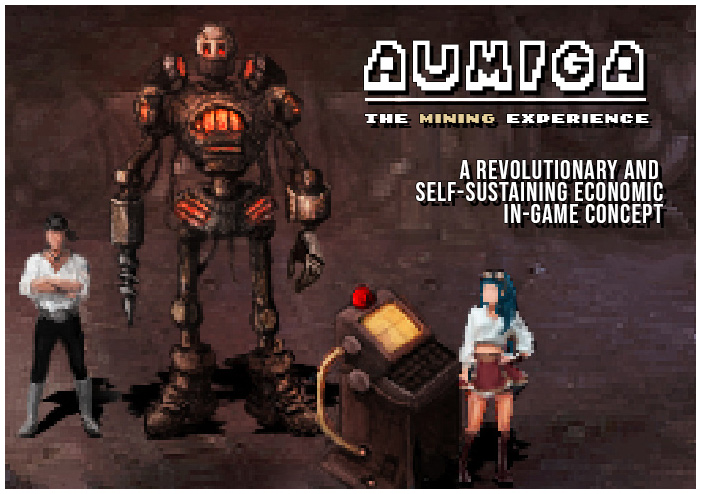 AUMIGA
THE MINING EXPERIENCE
A REVOLUTIONARY AND
SELF-SUSTAINING ECONOMIC
IN-GAME CONCEPT